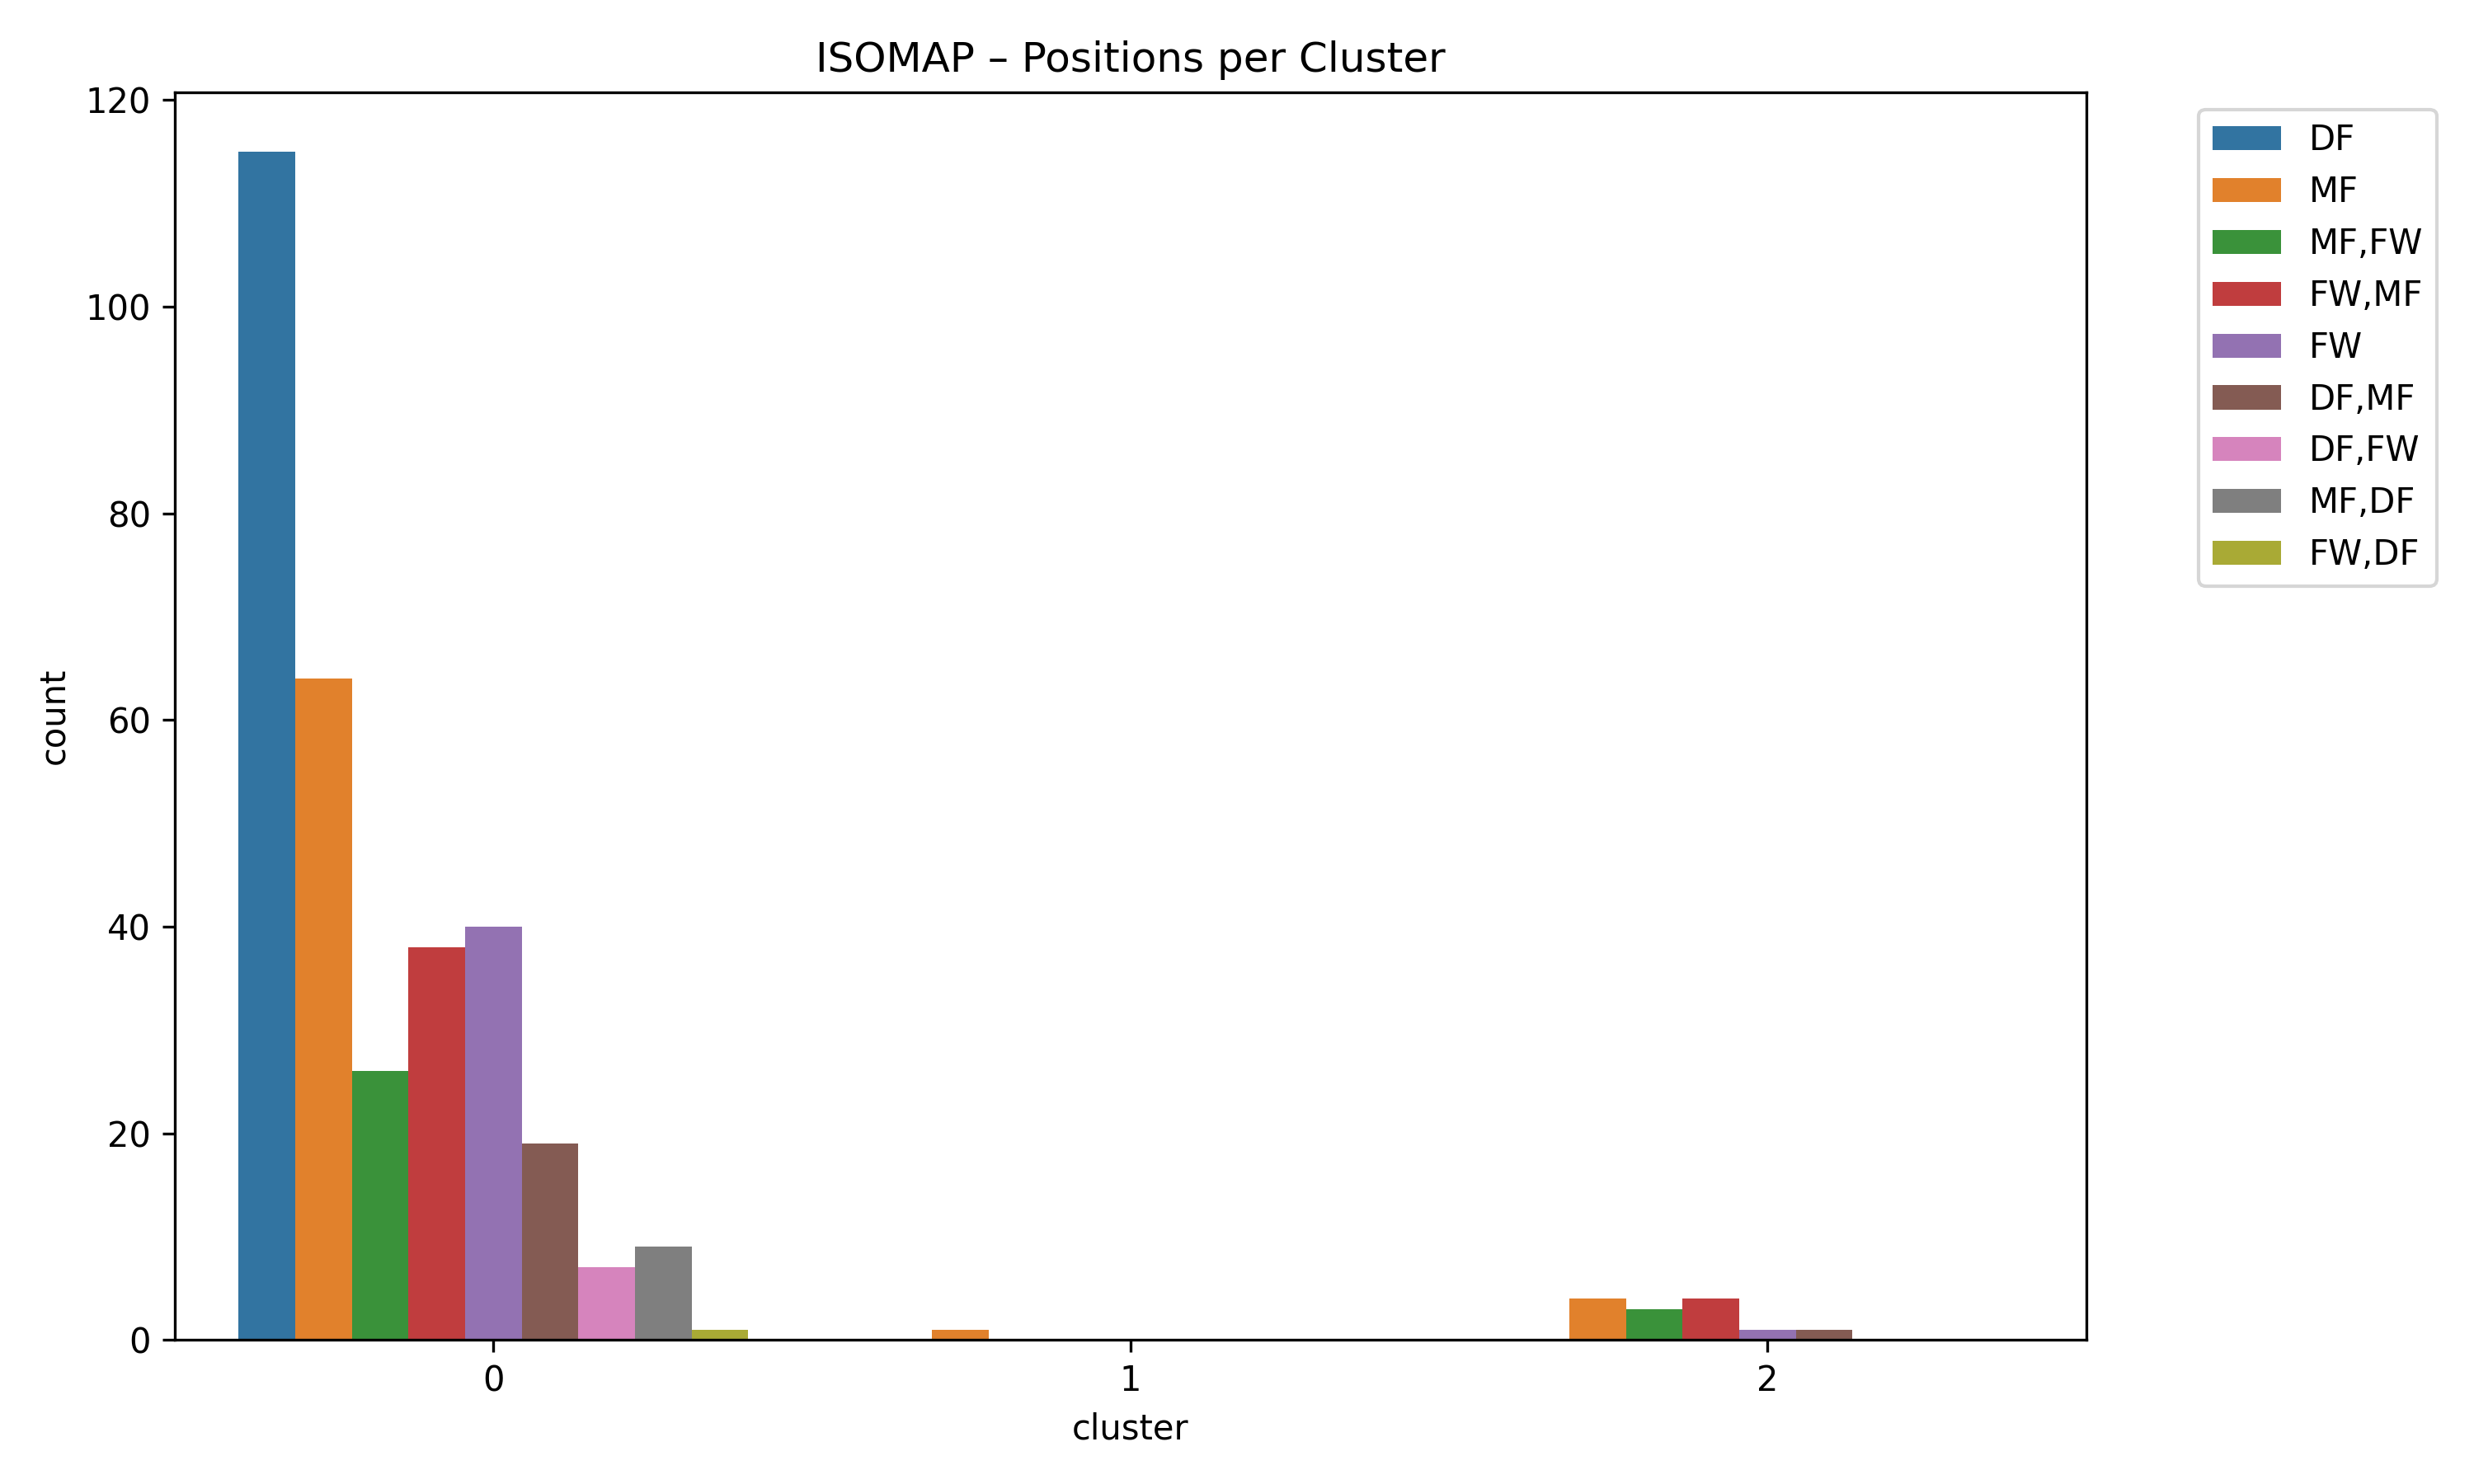 ISOMAP – Positions per Cluster
120
100
80
60
40
20
0
count
0
1
2
cluster
DF
MF
MF,FW
FW,MF
FW
DF,MF
DF,FW
MF,DF
FW,DF